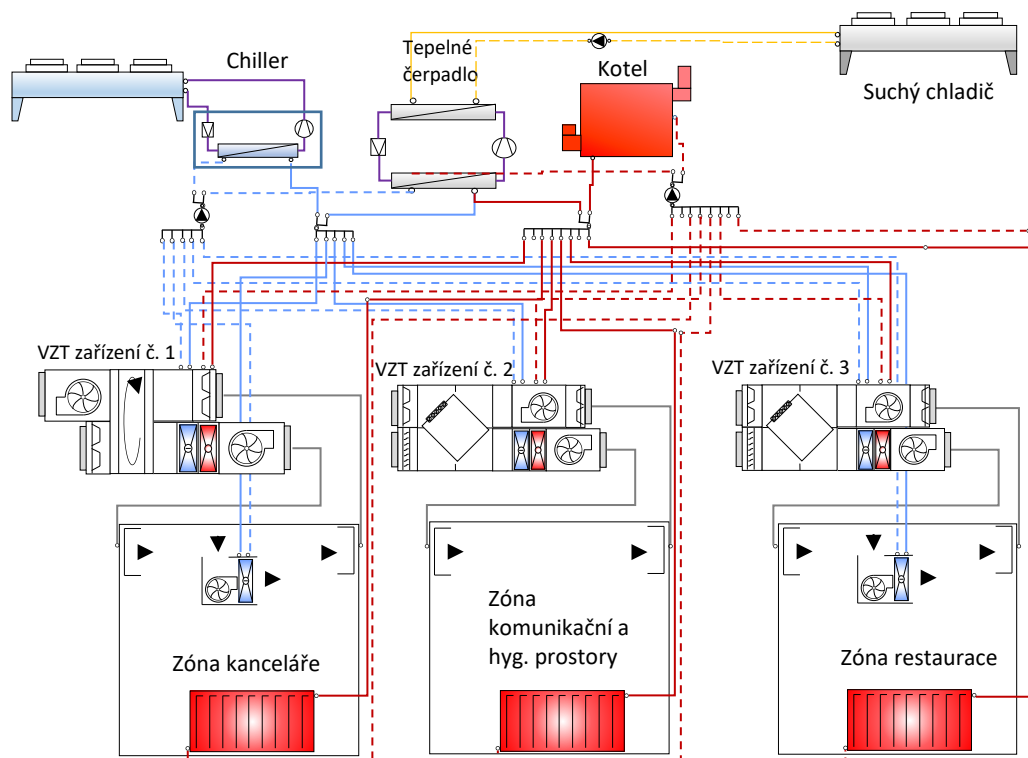 Chiller
Tepelné
čerpadlo
Kotel
Suchý chladič
VZT zařízení č. 1
VZT zařízení č. 2
VZT zařízení č. 3
Zóna kanceláře
Zóna
komunikační a
hyg. prostory
Zóna restaurace